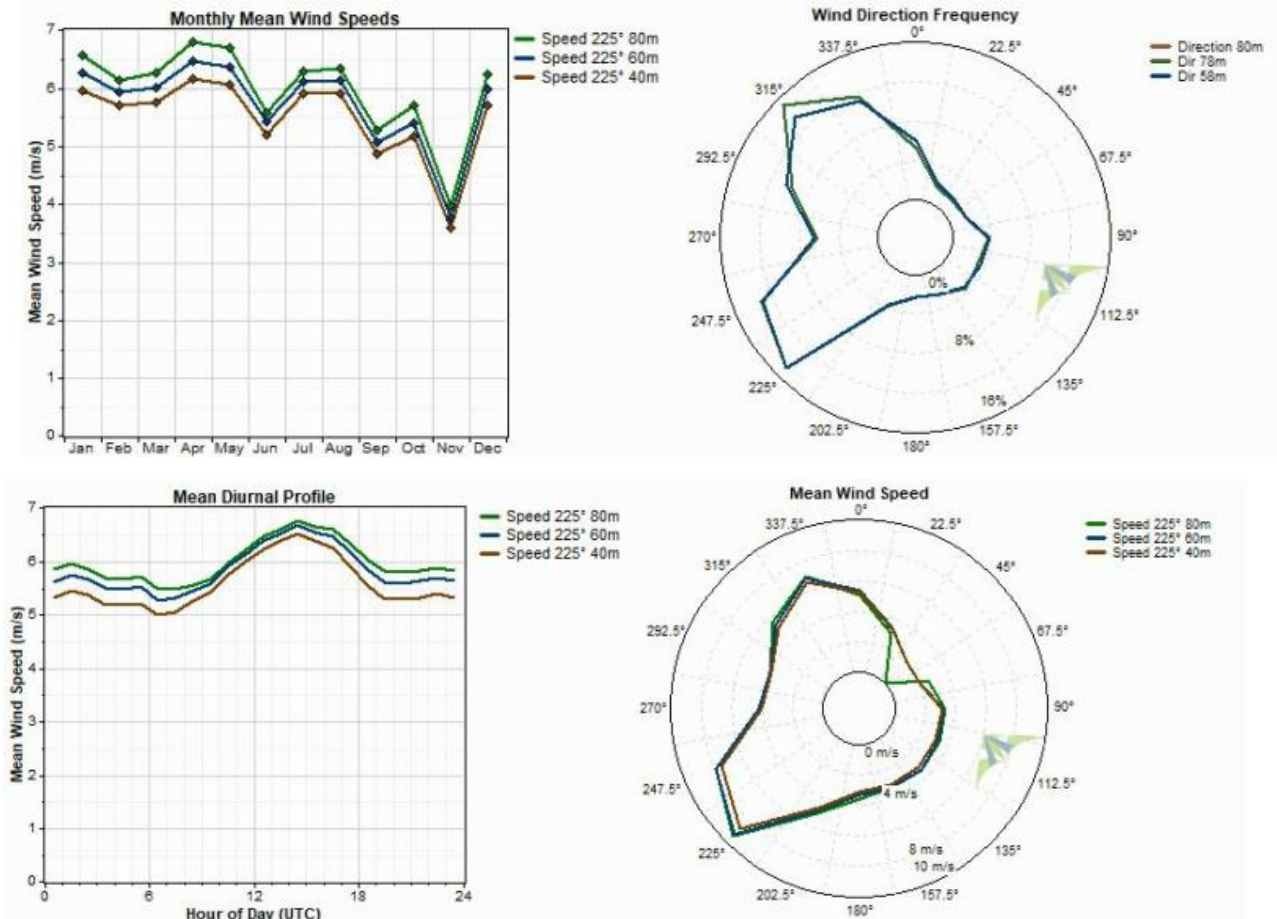 Monthly Mean Wind Speeds
7
6
5
4
3
2
1
0
Mean Wind Speed (m/s)
Jan Feb Mar Apr May Jun Jul Aug Sep Oct Nov Dec
Speed 225° 80m
Speed 225° 60m
Speed 225° 40m
Wind Direction Frequency
0°
22.5°
45°
67.5°
90°
112.5°
135°
157.5°
180°
202.5°
225°
247.5°
270°
292.5°
315°
337.5°
0%
8%
16%
Direction 80m
Dir 78m
Dir 58m
Mean Diurnal Profile
7
6
5
4
3
2
1
0
Mean Wind Speed (m/s)
0 6 12 18 24
Hour of Day (UTC)
Speed 225° 80m
Speed 225° 60m
Speed 225° 40m
Mean Wind Speed
0°
22.5°
45°
67.5°
90°
112.5°
135°
157.5°
180°
202.5°
225°
247.5°
270°
292.5°
315°
337.5°
0 m/s
4 m/s
8 m/s
10 m/s
Speed 225° 80m
Speed 225° 60m
Speed 225° 40m